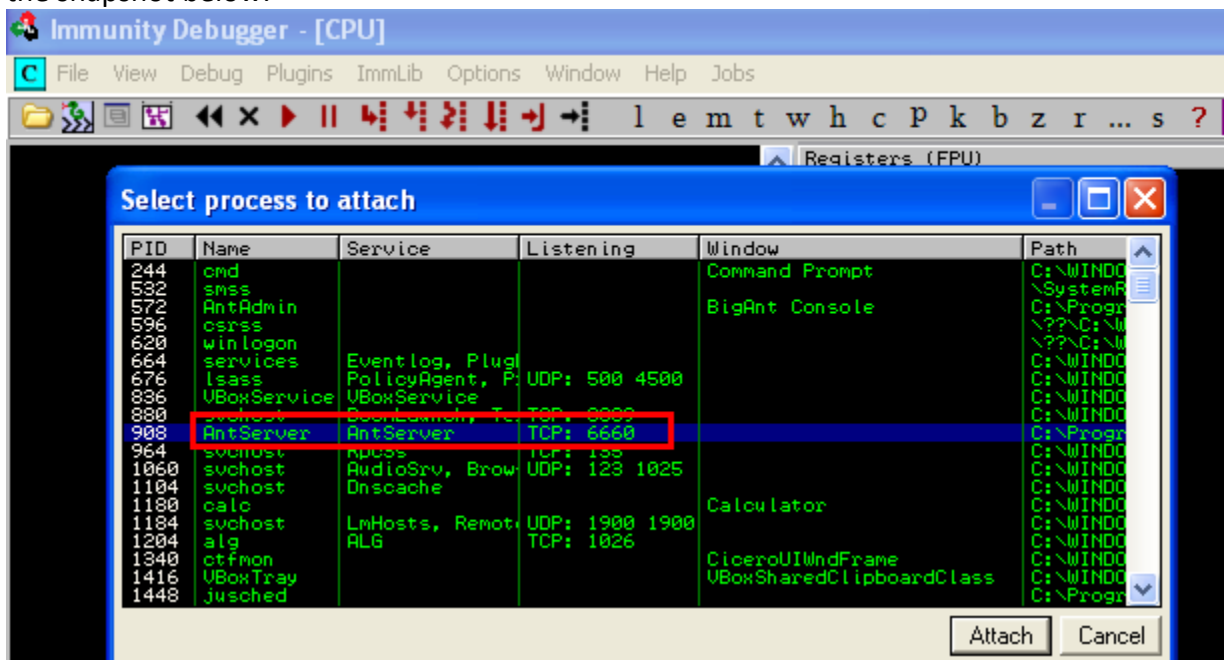 Immunity Debugger - [CPU]
C File View Debug Plugins ImmLib Options Window Help Jobs
l e m t w h c P k b z r ... s ?
Registers (FPU)
Select process to attach
PID Name Service Listening Window Path
244 cmd Command Prompt C:\WINDO
532 smss \SystemR
572 AntAdmin BigAnt Console C:\Progr
596 csrss \??\C:\W
620 winlogon \??\C:\W
664 services Eventlog, Plugl C:\WINDO
676 lsass PolicyAgent, P: UDP: 500 4500 C:\WINDO
836 VBoxService VBoxService C:\WINDO
880 svchost C:\WINDO
908 AntServer AntServer TCP: 6660 C:\Progr
964 svchost RpcSs TCP: 135 C:\WINDO
1060 svchost AudioSrv, Brow UDP: 123 1025 C:\WINDO
1104 svchost Dnscache C:\WINDO
1180 calc Calculator C:\WINDO
1184 svchost LmHosts, Remot UDP: 1900 1900 C:\WINDO
1204 alg ALG TCP: 1026 C:\WINDO
1340 ctfmon CiceroUIWndFrame C:\WINDO
1416 VBoxTray VBoxSharedClipboardClass C:\WINDO
1448 jusched C:\Progr
Attach Cancel